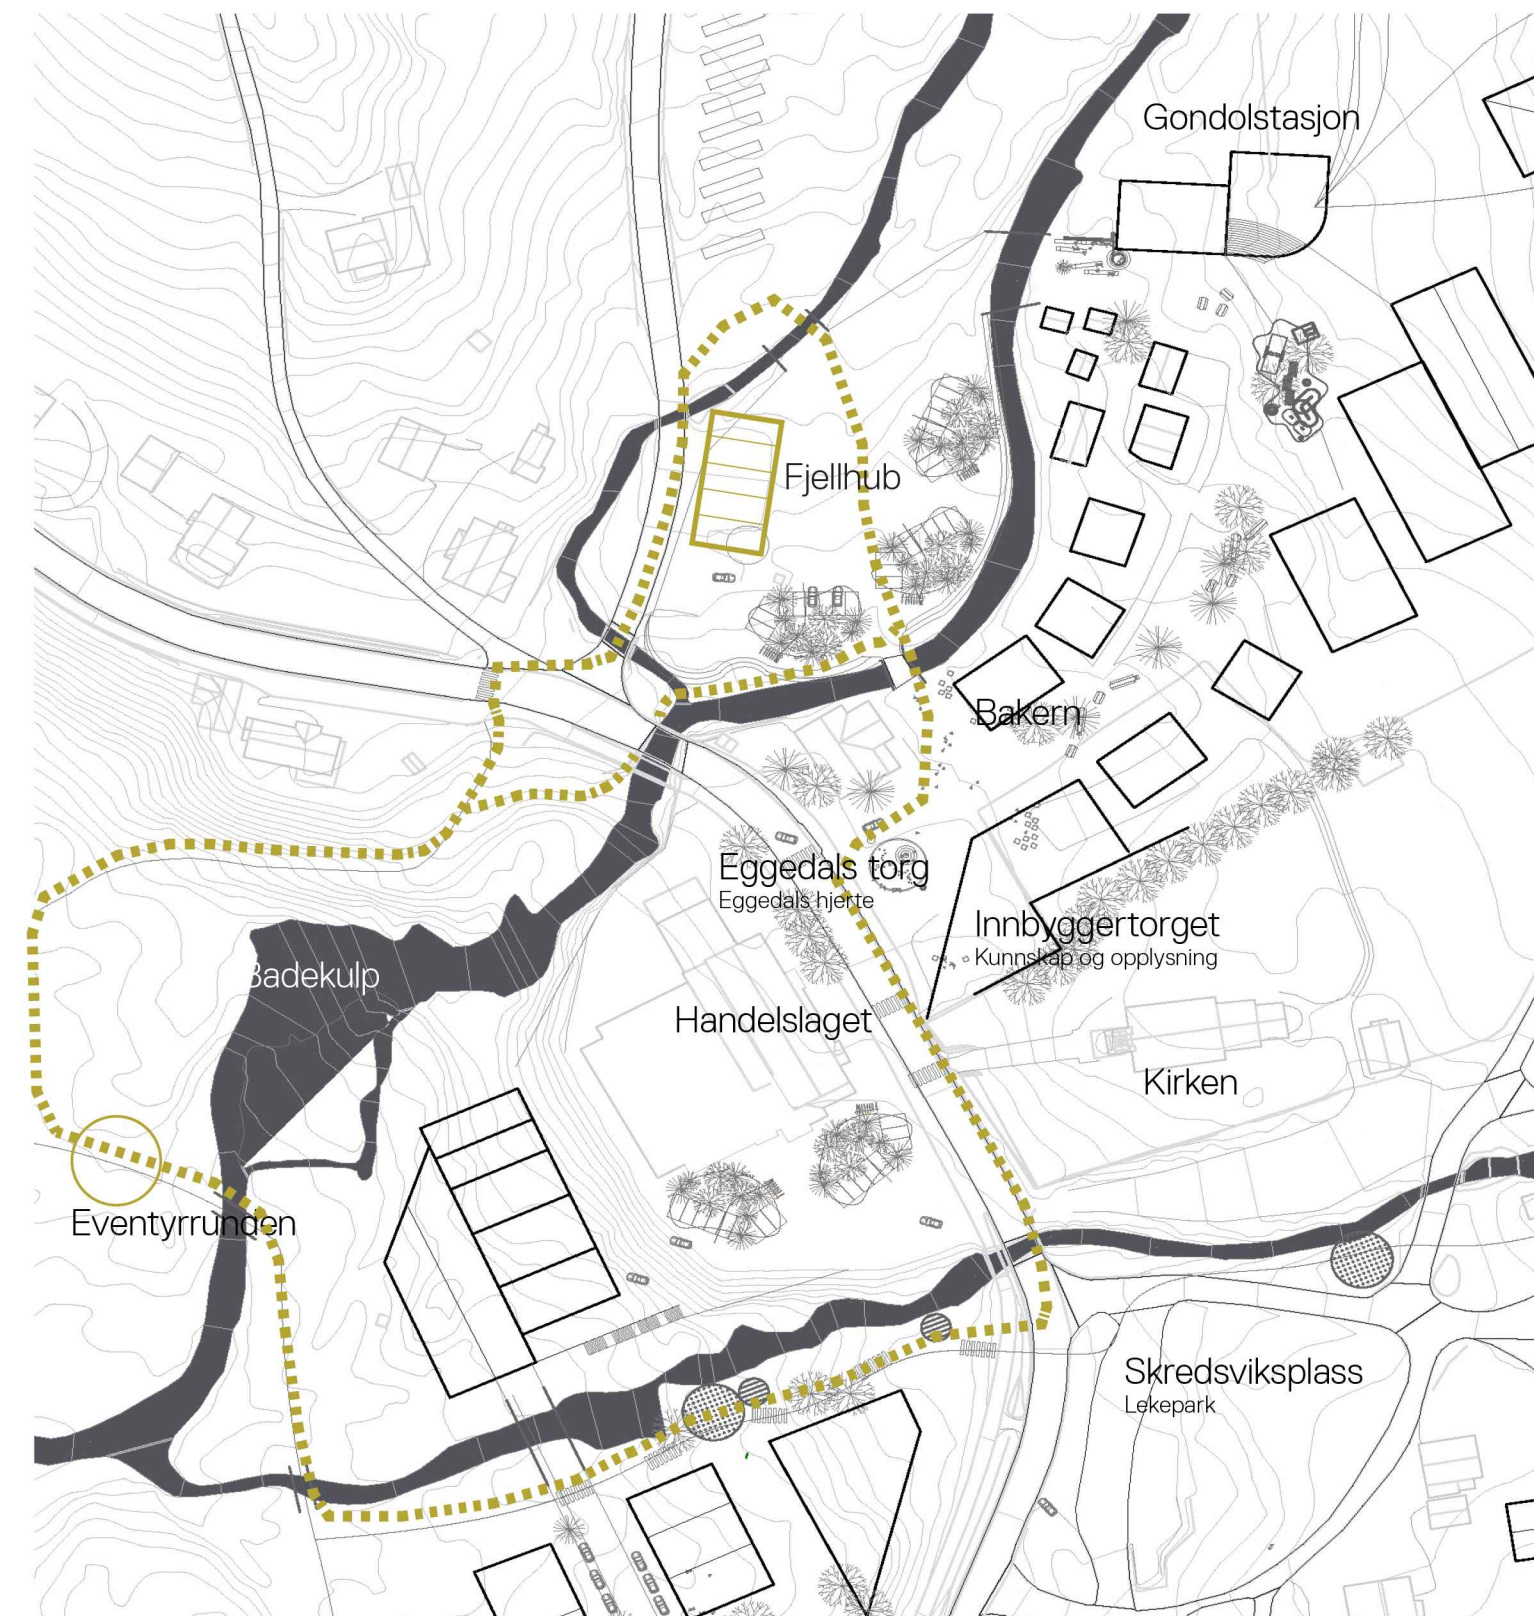 Gondolstasjon
Fjellhub
Bakern
Eggedals torg
Eggedals hjerte
Innbyggertorget
Kunnskap og opplysning
Badekulp
Handelslaget
Kirken
Eventyrrunden
Skredsviksplass
Lekepark